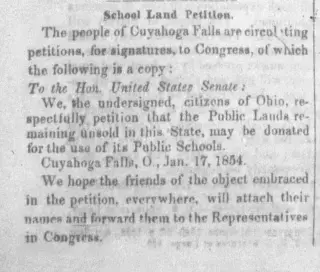 School Land Petition.
The people of Cuyahoga Falls are circulating
petitions, for signatures, to Congress, of which
the following is a copy:
To the Hon. United States Senate:
We, the undersigned, citizens of Ohio, re-
spectfully petition that the Public Lands re-
maining unsold in this State, may be donated
for the use of its Public Schools.
Cuyahoga Falls, O., Jan. 17, 1854.
We hope the friends of the object embraced
in the petition, everywhere, will attach their
names and forward them to the Representatives
in Congress.